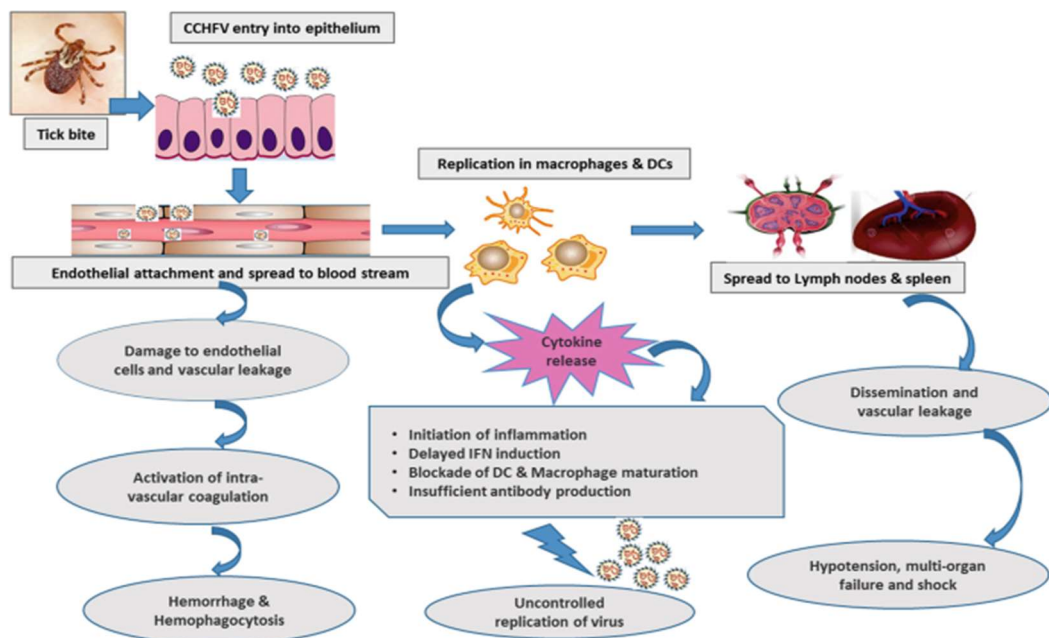 CCHFV entry into epithelium
Tick bite
Replication in macrophages & DCs
Endothelial attachment and spread to blood stream
Spread to Lymph nodes & spleen
Damage to endothelial
cells and vascular leakage
Cytokine
release
Dissemination and
vascular leakage
• Initiation of inflammation
• Delayed IFN induction
• Blockade of DC & Macrophage maturation
• Insufficient antibody production
Activation of intra-
vascular coagulation
Hypotension, multi-organ
failure and shock
Hemorrhage &
Hemophagocytosis
Uncontrolled
replication of virus